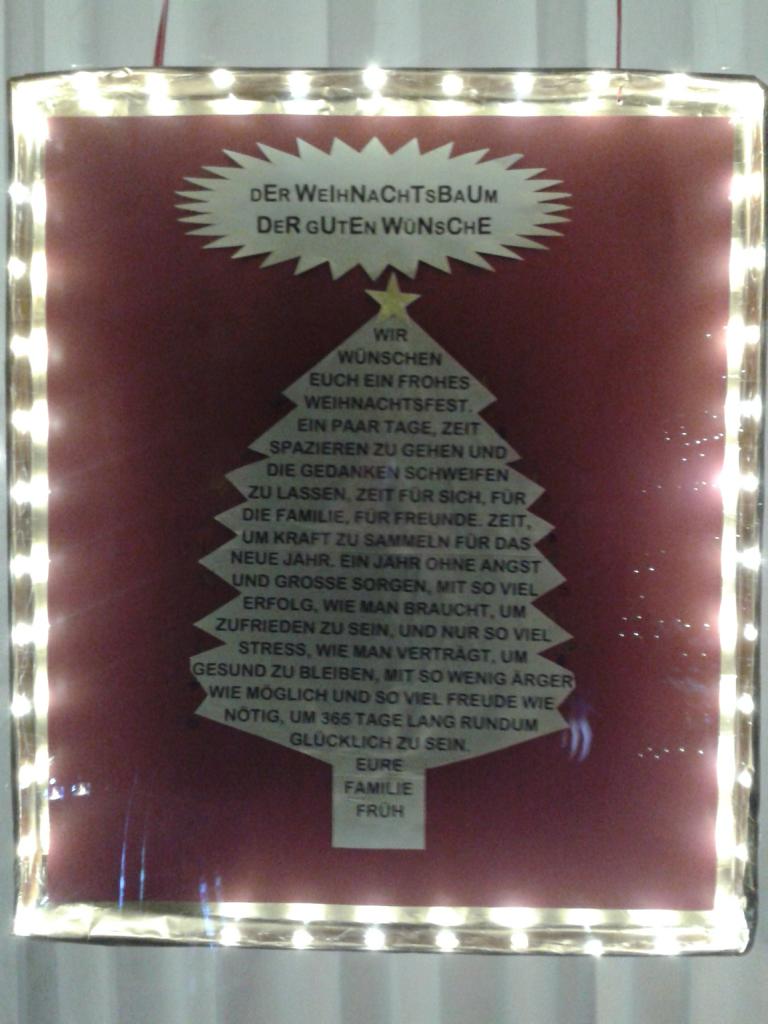 DER WEIHNACHTSBAUM
DER GUTEN WÜNSCHE
WIR
WÜNSCHEN
EUCH EIN FROHES
WEIHNACHTSFEST.
EIN PAAR TAGE, ZEIT
SPAZIEREN ZU GEHEN UND
DIE GEDANKEN SCHWEIFEN
ZU LASSEN, ZEIT FÜR SICH, FÜR
DIE FAMILIE, FÜR FREUNDE. ZEIT,
UM KRAFT ZU SAMMELN FÜR DAS
NEUE JAHR. EIN JAHR OHNE ANGST
UND GROSSE SORGEN, MIT SO VIEL
ERFOLG, WIE MAN BRAUCHT, UM
ZUFRIEDEN ZU SEIN, UND NUR SO VIEL
STRESS, WIE MAN VERTRÄGT, UM
GESUND ZU BLEIBEN, MIT SO WENIG ÄRGER
WIE MÖGLICH UND SO VIEL FREUDE WIE
NÖTIG, UM 365 TAGE LANG RUNDUM
GLÜCKLICH ZU SEIN.
EURE
FAMILIE
FRÜH